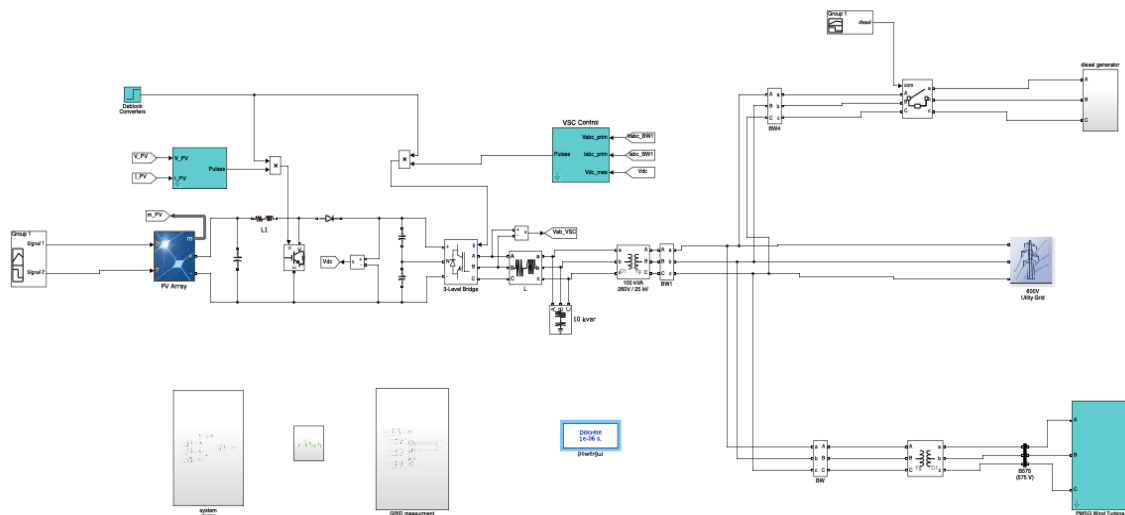 Group 1
diesel
diesel generator
A
B
C
com
A
B
C
a
b
c
A
B
C
a
b
c
BW4
Deblock
Converters
VSC Control
Vabc_prim
Iabc_prim
Vdc_mes
Pulses
Iabc_BW1
Vdc
V_PV
I_PV
V_PV
I_PV
Pulses
×
×
m_PV
L1
Group 1
Signal 1
Signal 2
m
T
PV Array
Vdc
g
N
A
B
C
3-Level Bridge
Vab_VSC
A
B
C
a
b
c
L
A
B
C
10 kvar
a
b
c
A
B
C
100 kVA
260V / 25 kV
A
B
C
a
b
c
BW1
600V
Utility Grid
system
GRID measurment
Discrete
1e-06 s.
powergui
a
b
c
A
B
C
BW
A
B
C
a
b
c
B575
(575 V)
A
B
C
PMSG Wind Turbine